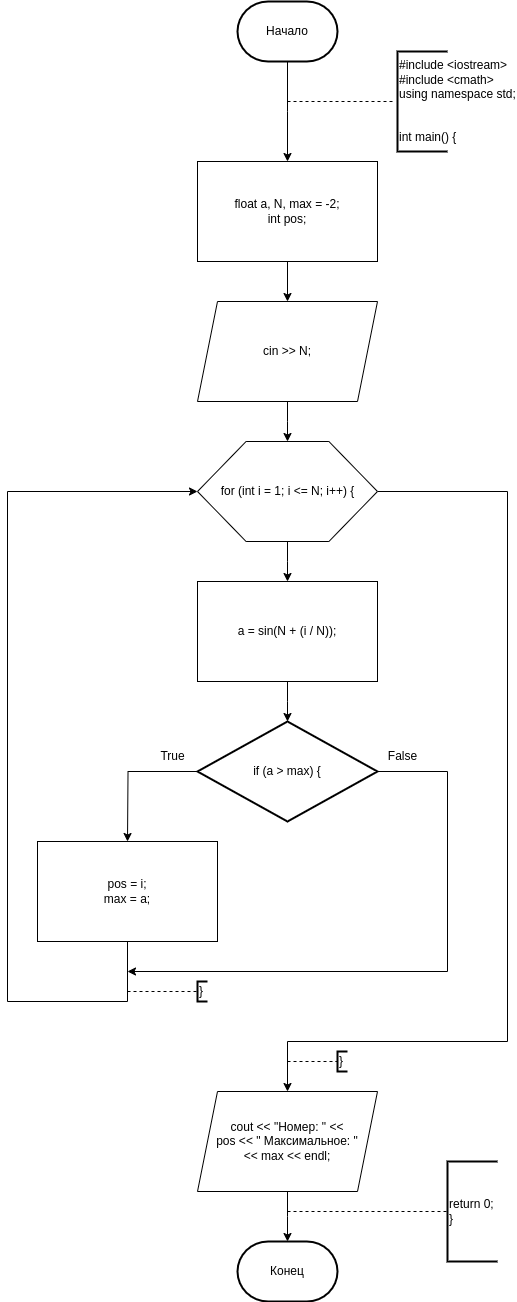 Начало
#include <iostream>
#include <cmath>
using namespace std;
int main() {
float a, N, max = -2;
int pos;
cin >> N;
for (int i = 1; i <= N; i++) {
a = sin(N + (i / N));
True
False
if (a > max) {
pos = i;
max = a;
}
}
cout << "Номер: " <<
pos << " Максимальное: "
<< max << endl;
return 0;
}
Конец